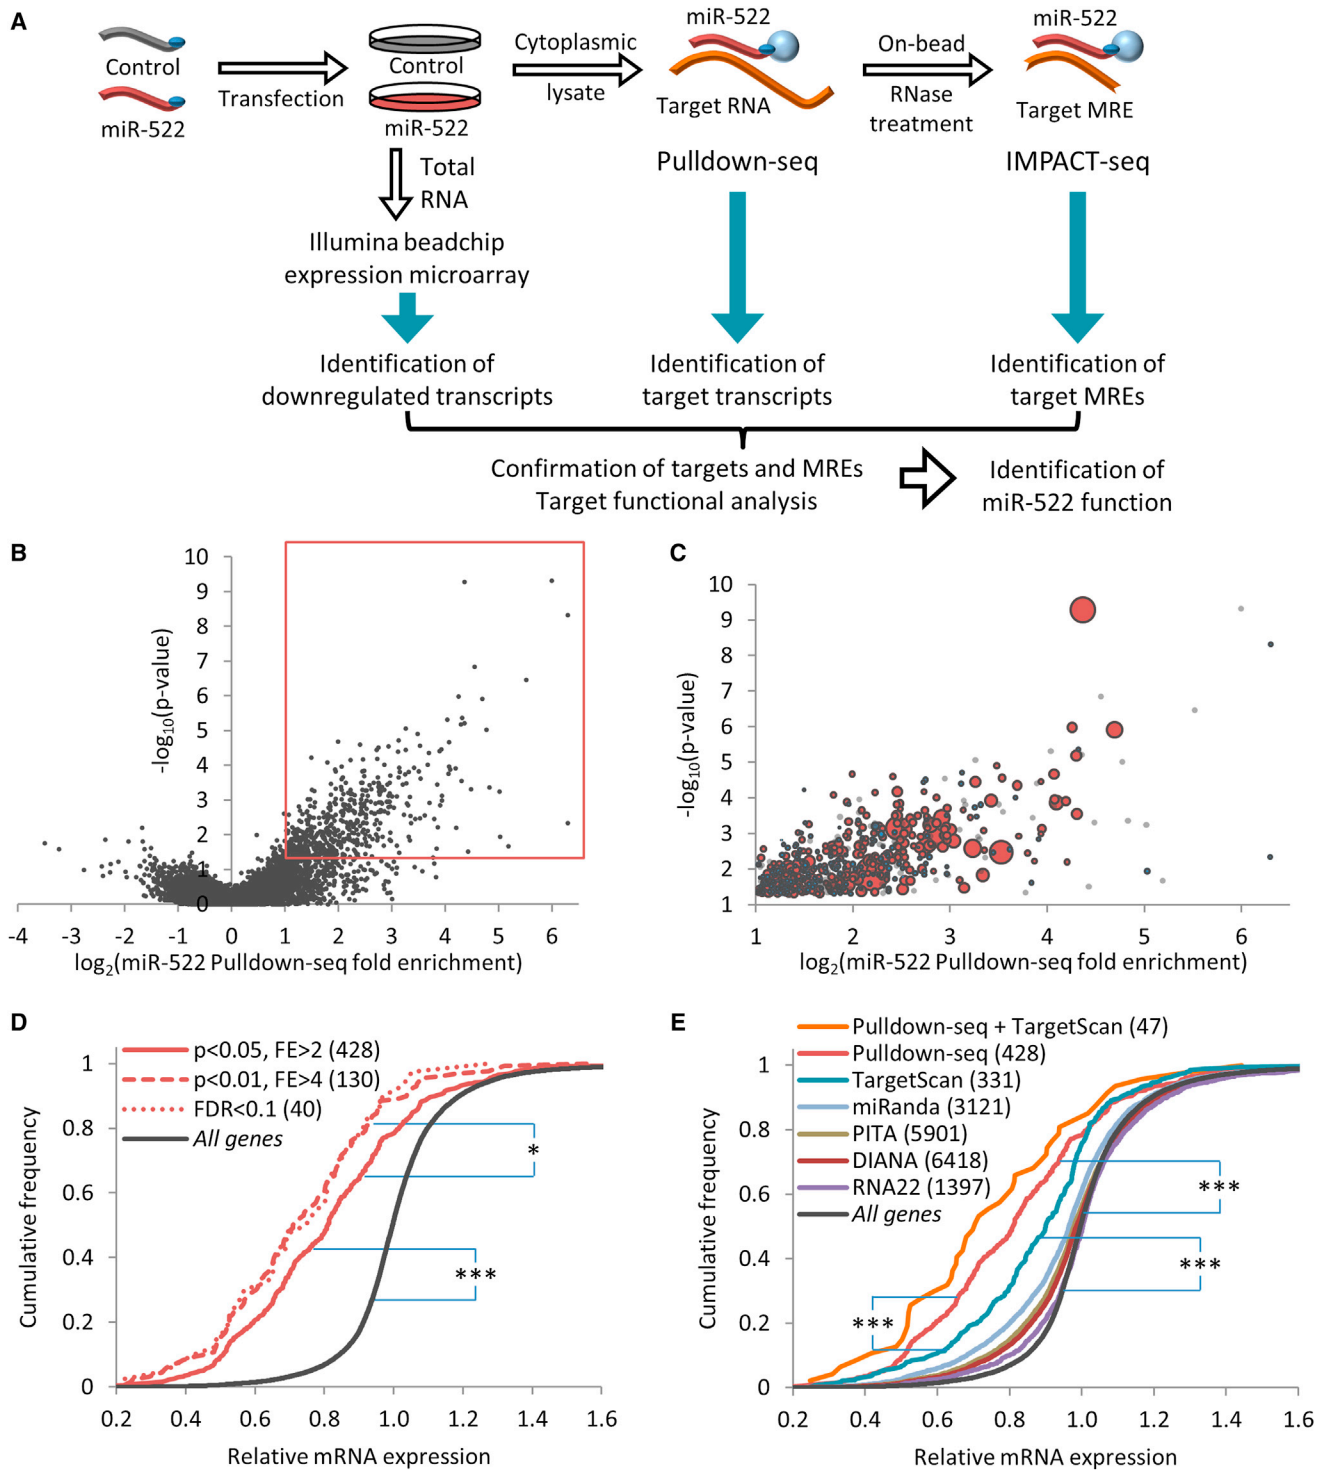 A
Control
miR-522
Transfection
Control
miR-522
Cytoplasmic
lysate
miR-522
Target RNA
On-bead
RNase
treatment
miR-522
Target MRE
Total
RNA
Pulldown-seq
IMPACT-seq
Illumina beadchip
expression microarray
Identification of
downregulated transcripts
Identification of
target transcripts
Identification of
target MREs
Confirmation of targets and MREs
Target functional analysis
Identification of
miR-522 function
B
-log10(p-value)
10
9
8
7
6
5
4
3
2
1
0
-4 -3 -2 -1 0 1 2 3 4 5 6
log2(miR-522 Pulldown-seq fold enrichment)
C
-log10(p-value)
10
9
8
7
6
5
4
3
2
1
1 2 3 4 5 6
log2(miR-522 Pulldown-seq fold enrichment)
D
p<0.05, FE>2 (428)
p<0.01, FE>4 (130)
FDR<0.1 (40)
All genes
Cumulative frequency
1
0.8
0.6
0.4
0.2
0
*
***
0.2 0.4 0.6 0.8 1.0 1.2 1.4 1.6
Relative mRNA expression
E
Pulldown-seq + TargetScan (47)
Pulldown-seq (428)
TargetScan (331)
miRanda (3121)
PITA (5901)
DIANA (6418)
RNA22 (1397)
All genes
Cumulative frequency
1
0.8
0.6
0.4
0.2
0
***
***
***
0.2 0.4 0.6 0.8 1.0 1.2 1.4 1.6
Relative mRNA expression